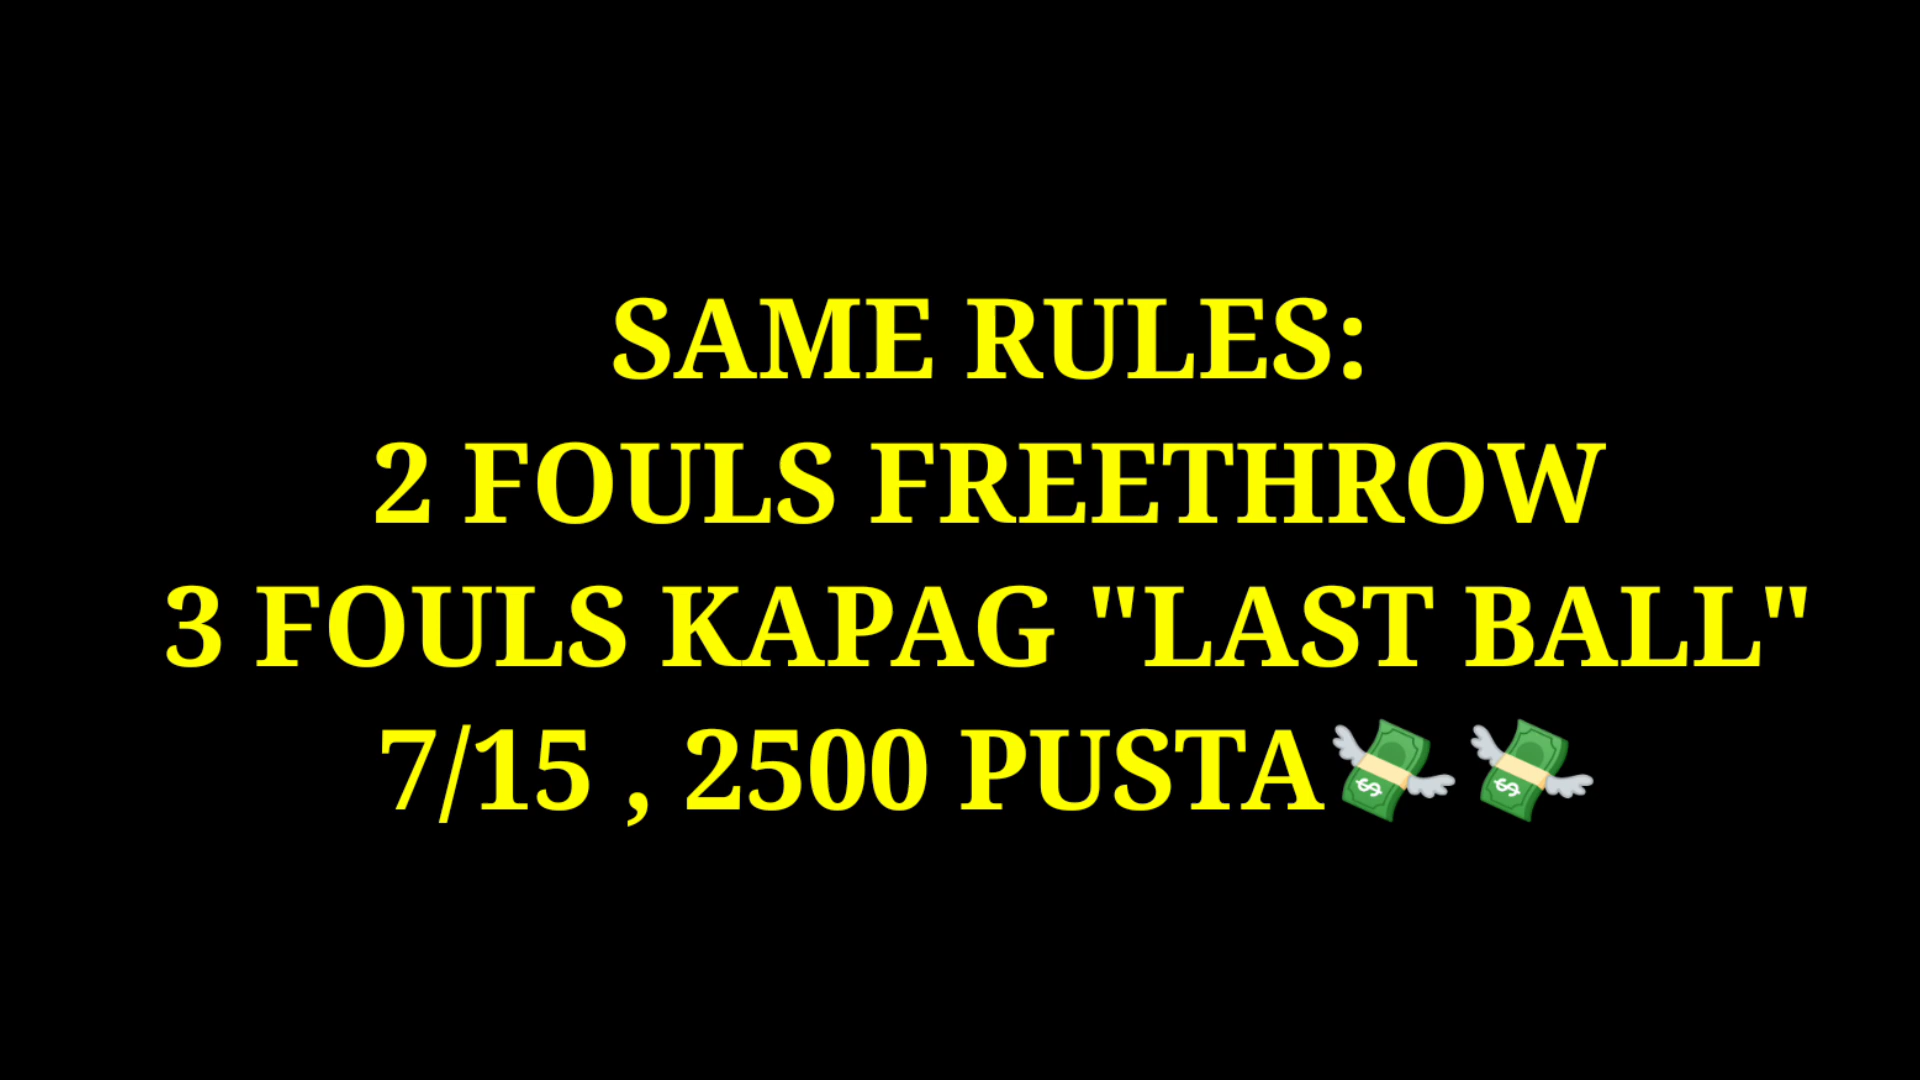 SAME RULES:
2 FOULS FREETHROW
3 FOULS KAPAG "LAST BALL"
7/15 , 2500 PUSTA💸💸